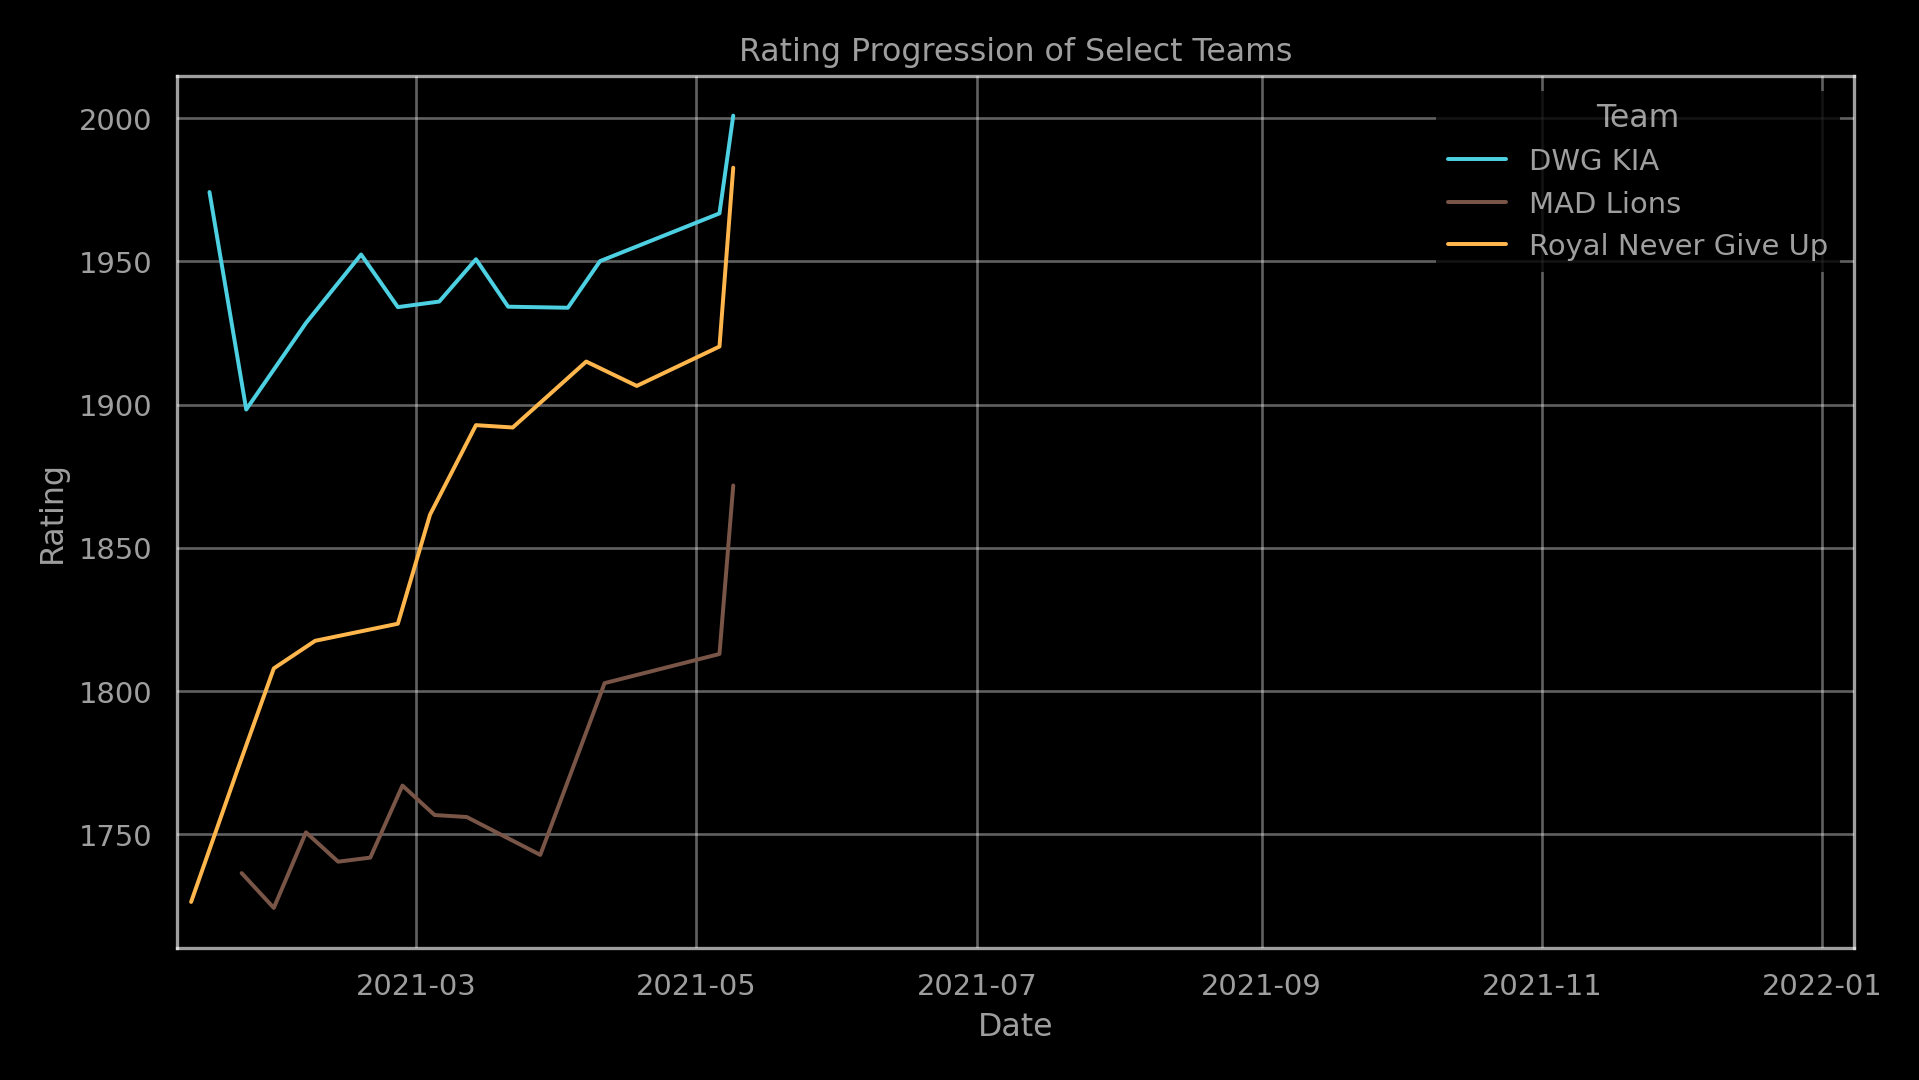 Rating Progression of Select Teams
2000
1950
1900
1850
1800
1750
Rating
Team
DWG KIA
MAD Lions
Royal Never Give Up
2021-03
2021-05
2021-07
2021-09
2021-11
2022-01
Date